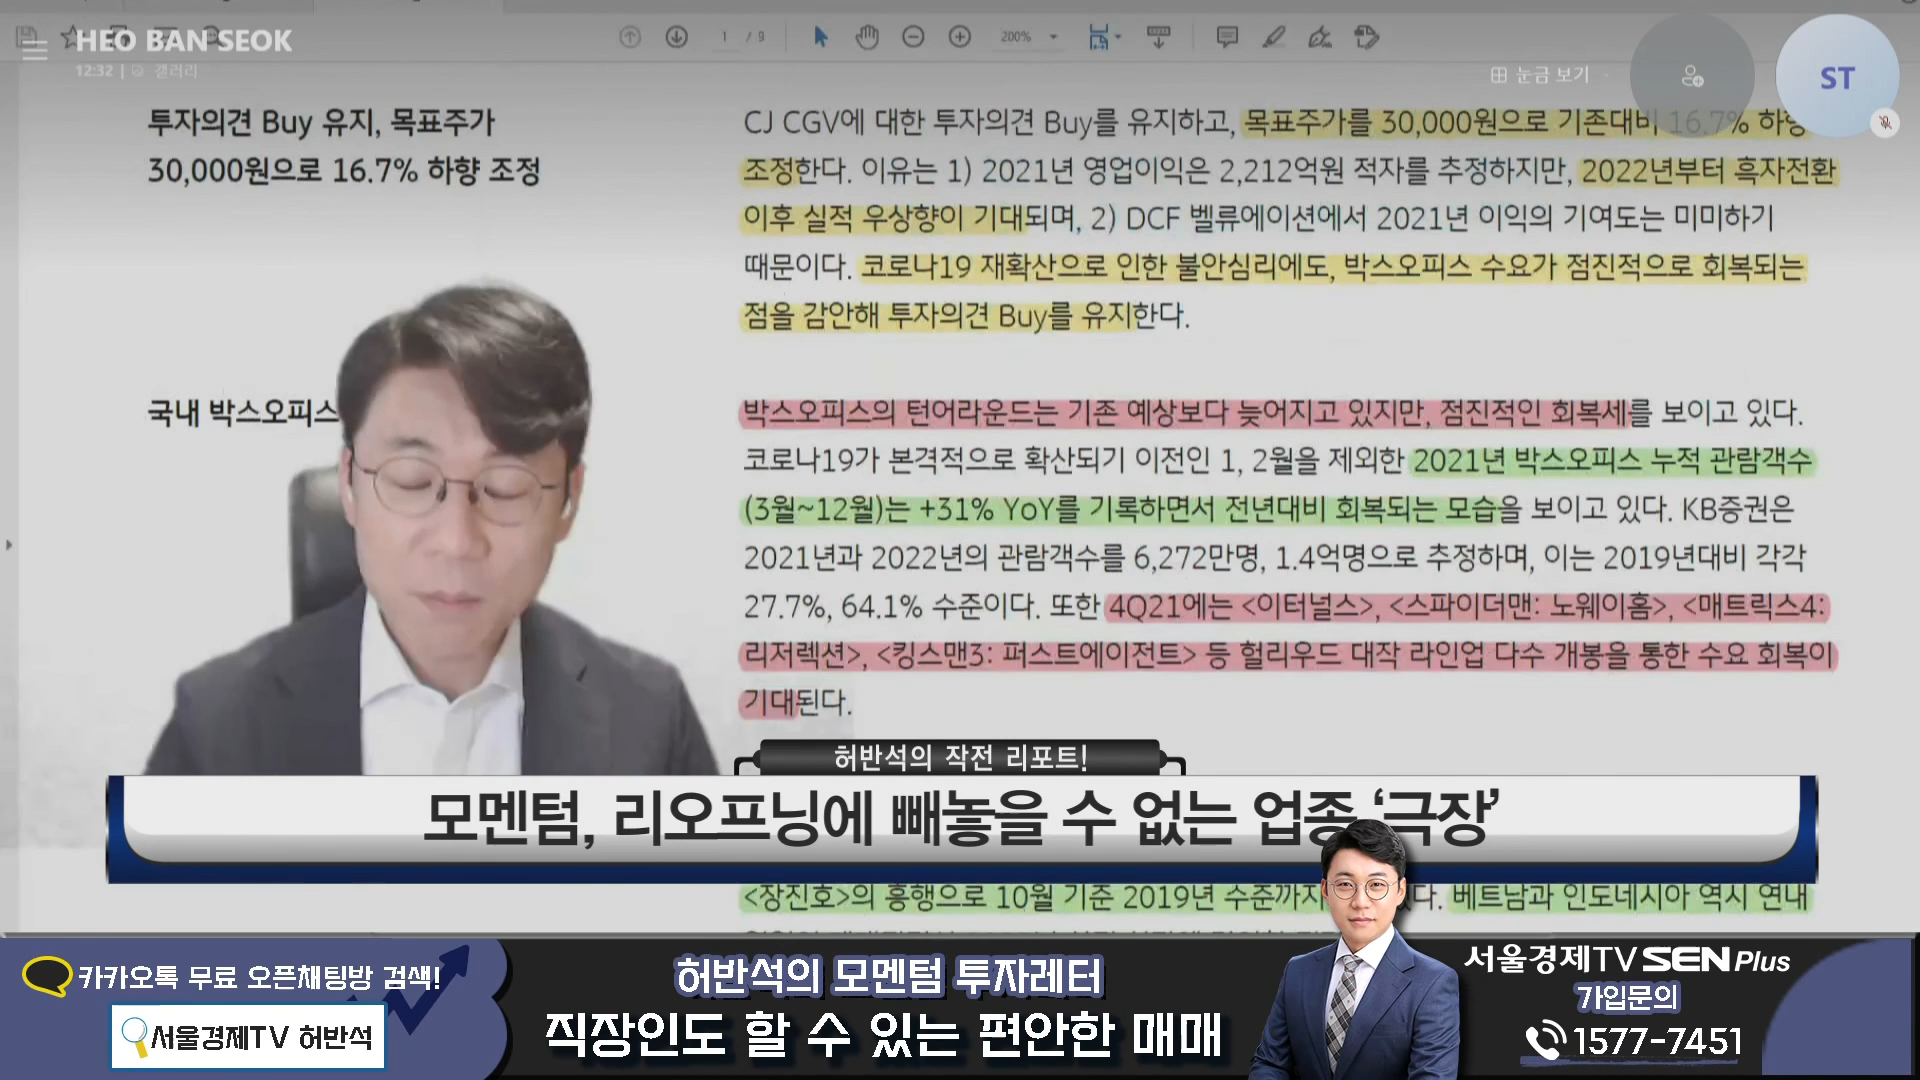 HEO BAN SEOK
12:32 | 갤러리
1 / 9
200%
눈금 보기
ST
투자의견 Buy 유지, 목표주가
30,000원으로 16.7% 하향 조정
CJ CGV에 대한 투자의견 Buy를 유지하고, 목표주가를 30,000원으로 기존대비 16.7% 하향
조정한다. 이유는 1) 2021년 영업이익은 2,212억원 적자를 추정하지만, 2022년부터 흑자전환
이후 실적 우상향이 기대되며, 2) DCF 벨류에이션에서 2021년 이익의 기여도는 미미하기
때문이다. 코로나19 재확산으로 인한 불안심리에도, 박스오피스 수요가 점진적으로 회복되는
점을 감안해 투자의견 Buy를 유지한다.
국내 박스오피스
박스오피스의 턴어라운드는 기존 예상보다 늦어지고 있지만, 점진적인 회복세를 보이고 있다.
코로나19가 본격적으로 확산되기 이전인 1, 2월을 제외한 2021년 박스오피스 누적 관람객수
(3월~12월)는 +31% YoY를 기록하면서 전년대비 회복되는 모습을 보이고 있다. KB증권은
2021년과 2022년의 관람객수를 6,272만명, 1.4억명으로 추정하며, 이는 2019년대비 각각
27.7%, 64.1% 수준이다. 또한 4Q21에는 <이터널스>, <스파이더맨: 노웨이홈>, <매트릭스4:
리저렉션>, <킹스맨3: 퍼스트에이전트> 등 헐리우드 대작 라인업 다수 개봉을 통한 수요 회복이
기대된다.
허반석의 작전 리포트!
모멘텀, 리오프닝에 빼놓을 수 없는 업종 ‘극장’
<장진호>의 흥행으로 10월 기준 2019년 수준까지 다. 베트남과 인도네시아 역시 연내
카카오톡 무료 오픈채팅방 검색!
서울경제TV 허반석
허반석의 모멘텀 투자레터
직장인도 할 수 있는 편안한 매매
서울경제TV SEN Plus
가입문의
1577-7451